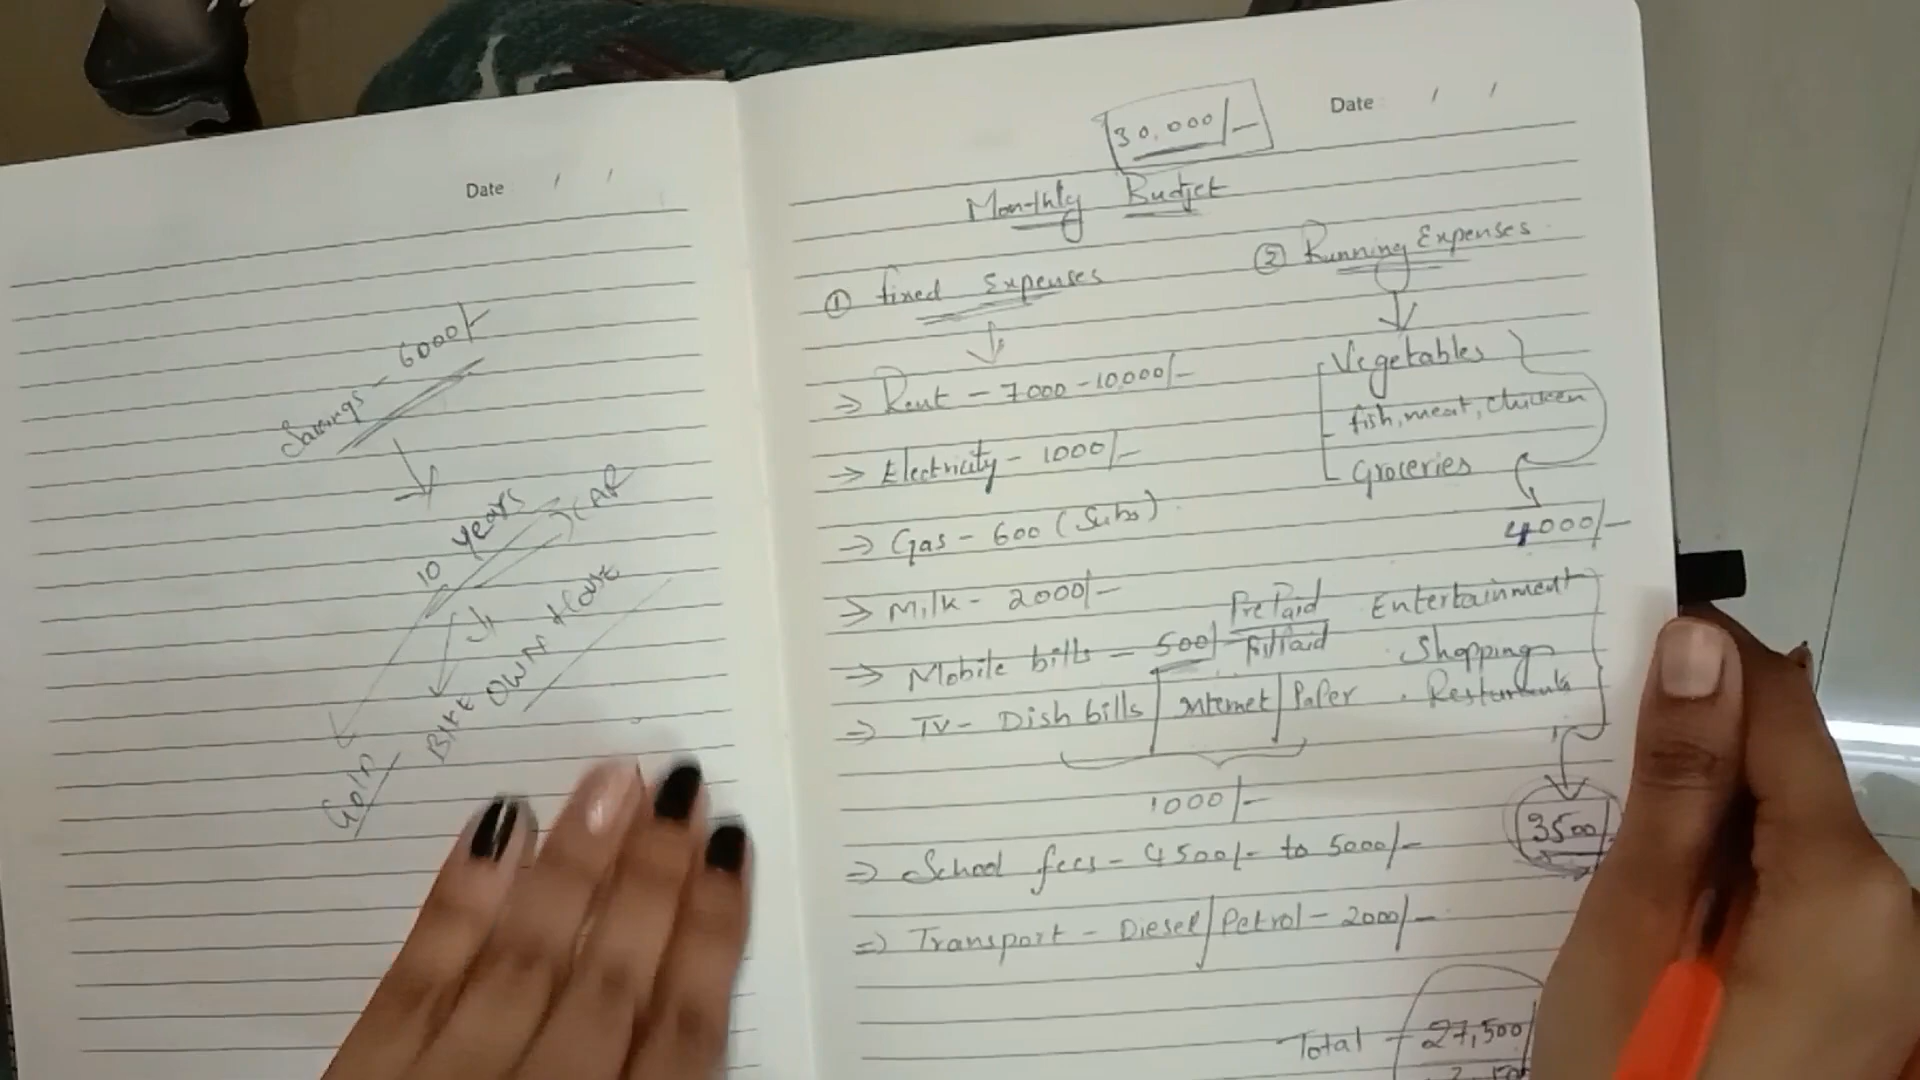 Date / /
Savings - 6000/-
10 years
CAR
BIKE OWN HOUSE
Gold
Date / /
30,000/-
Monthly Budget
① fixed Expenses
⇒ Rent - 7000 - 10,000/-
⇒ Electricity - 1000/-
⇒ Gas - 600 (Subs)
⇒ Milk - 2000/-
⇒ Mobile bills - 500/- PrePaid
⇒ TV - Dish bills / Internet / Paper
1000/-
⇒ School fees - 4500/- to 5000/-
⇒ Transport - Diesel/Petrol - 2000/-
② Running Expenses
Vegetables
fish, meat, chicken
Groceries
4000/-
Entertainment
Shopping
3500/
Total - 27,500/